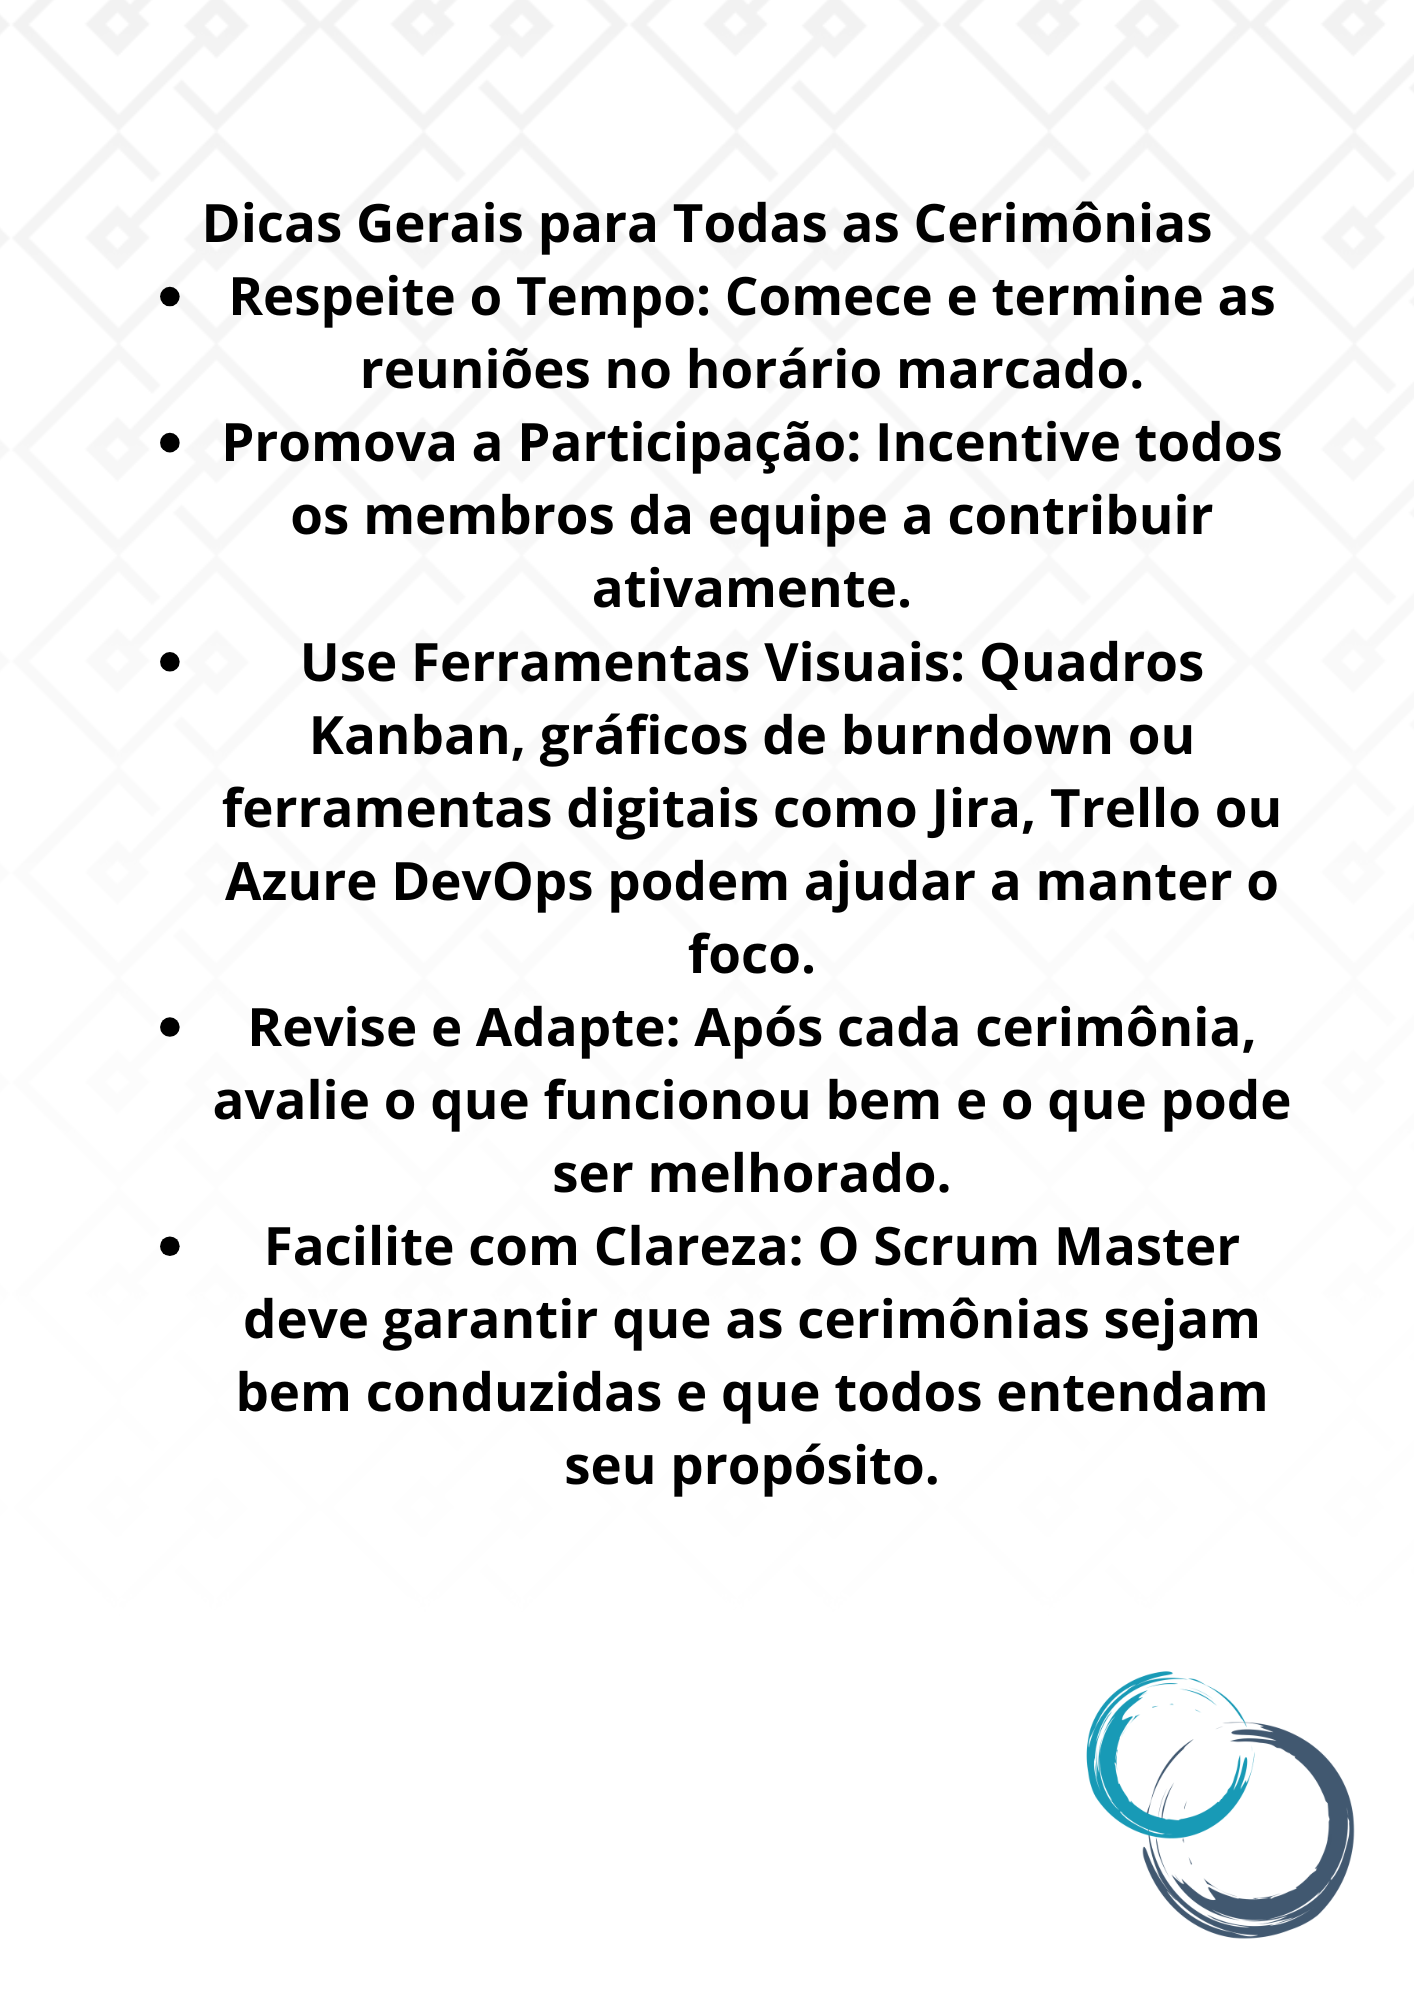 Dicas Gerais para Todas as Cerimônias
• Respeite o Tempo: Comece e termine as
reuniões no horário marcado.
• Promova a Participação: Incentive todos
os membros da equipe a contribuir
ativamente.
• Use Ferramentas Visuais: Quadros
Kanban, gráficos de burndown ou
ferramentas digitais como Jira, Trello ou
Azure DevOps podem ajudar a manter o
foco.
• Revise e Adapte: Após cada cerimônia,
avalie o que funcionou bem e o que pode
ser melhorado.
• Facilite com Clareza: O Scrum Master
deve garantir que as cerimônias sejam
bem conduzidas e que todos entendam
seu propósito.